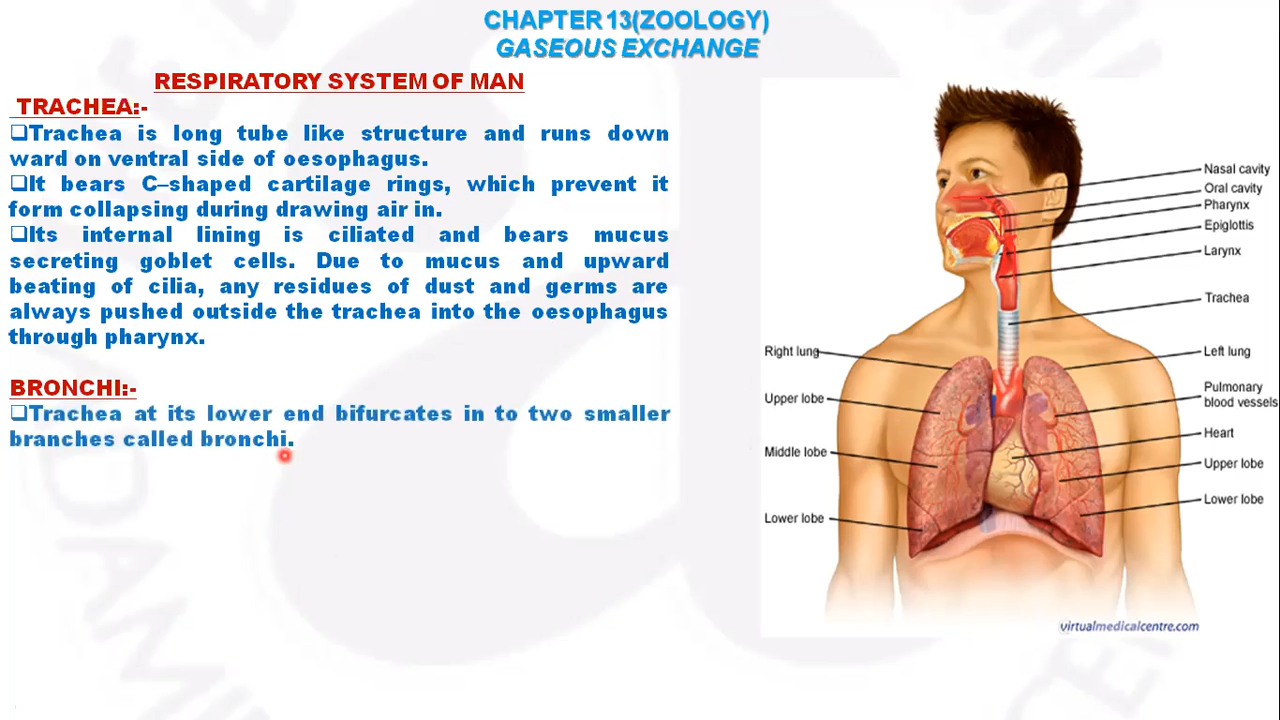 CHAPTER 13(ZOOLOGY)
GASEOUS EXCHANGE
RESPIRATORY SYSTEM OF MAN
TRACHEA:-
❑Trachea is long tube like structure and runs down
ward on ventral side of oesophagus.
❑It bears C–shaped cartilage rings, which prevent it
form collapsing during drawing air in.
❑Its internal lining is ciliated and bears mucus
secreting goblet cells. Due to mucus and upward
beating of cilia, any residues of dust and germs are
always pushed outside the trachea into the oesophagus
through pharynx.
BRONCHI:-
❑Trachea at its lower end bifurcates in to two smaller
branches called bronchi.
Nasal cavity
Oral cavity
Pharynx
Epiglottis
Larynx
Trachea
Right lung
Left lung
Upper lobe
Pulmonary
blood vessels
Heart
Middle lobe
Upper lobe
Lower lobe
Lower lobe
virtualmedicalcentre.com